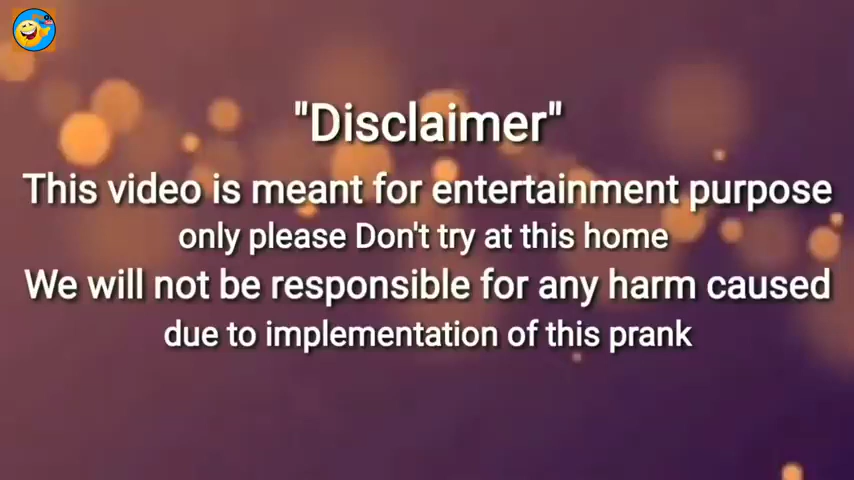 "Disclaimer"
This video is meant for entertainment purpose
only please Don't try at this home
We will not be responsible for any harm caused
due to implementation of this prank